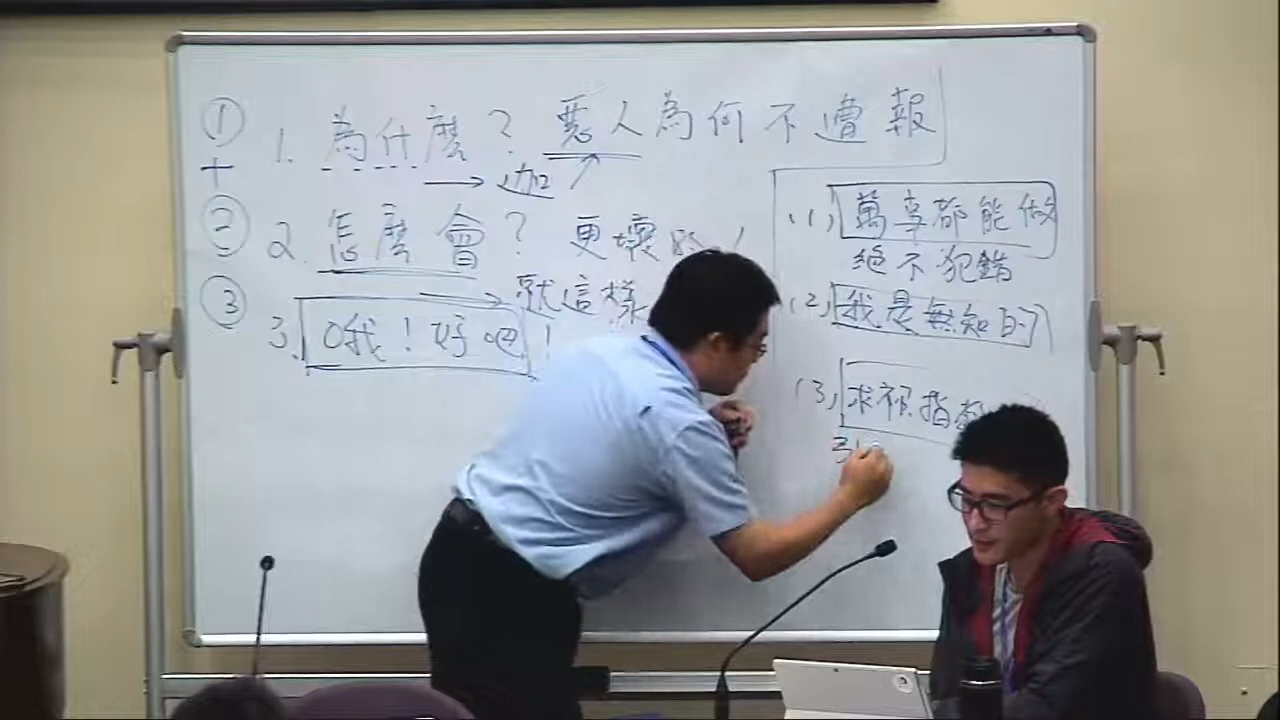 ① 1. 為什麼？ 惡人為何不遭報
+ → 迦
② 2. 怎麼會？ 更壞的
→ 就這樣
③ 3. 哦！好吧！
(1) 萬事都能做
絕不犯錯
(2) 我是無知的
(3) 求祢指教